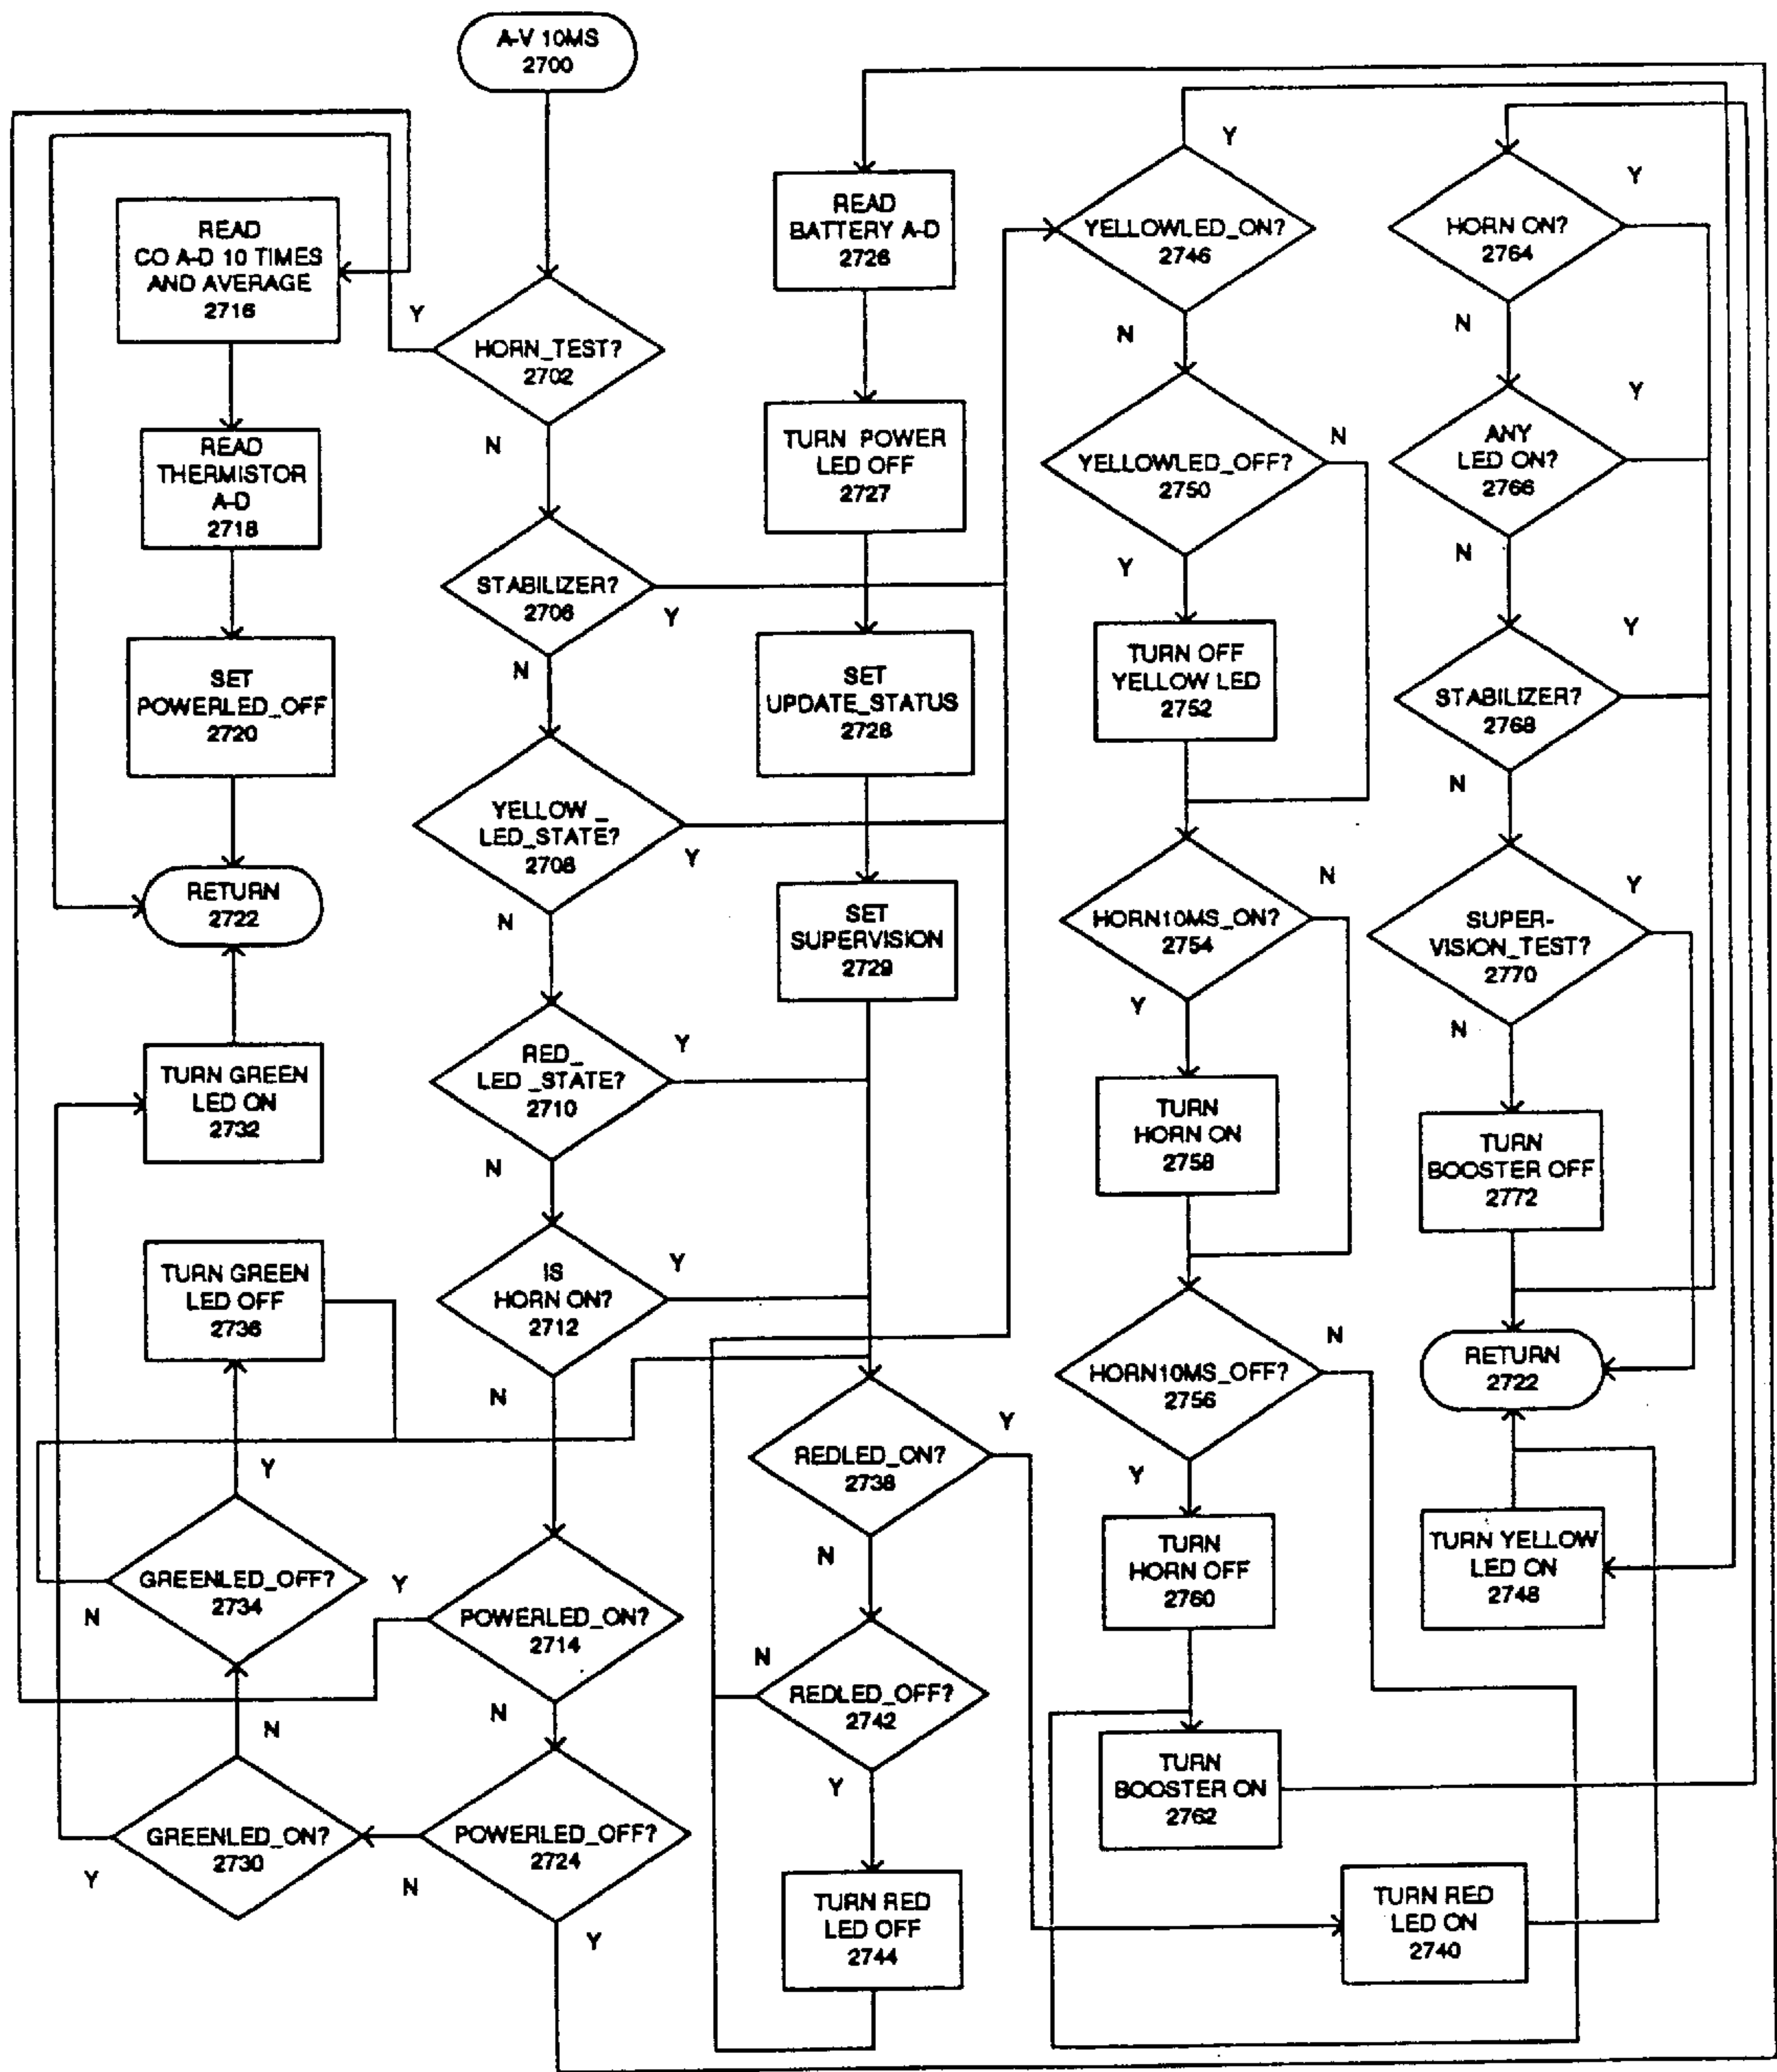 A-V 10MS
2700
READ
CO A-D 10 TIMES
AND AVERAGE
2716
Y
HORN_TEST?
2702
N
READ
THERMISTOR
A-D
2718
STABILIZER?
2706
Y
N
SET
POWERLED_OFF
2720
YELLOW_
LED_STATE?
2708
Y
N
RETURN
2722
RED_
LED_STATE?
2710
Y
N
TURN GREEN
LED ON
2732
IS
HORN ON?
2712
Y
N
TURN GREEN
LED OFF
2736
Y
GREENLED_OFF?
2734
N
Y
POWERLED_ON?
2714
N
N
GREENLED_ON?
2730
Y
POWERLED_OFF?
2724
N
Y
READ
BATTERY A-D
2726
TURN POWER
LED OFF
2727
SET
UPDATE_STATUS
2728
SET
SUPERVISION
2729
REDLED_ON?
2738
Y
N
N
REDLED_OFF?
2742
Y
TURN RED
LED OFF
2744
Y
YELLOWLED_ON?
2746
N
YELLOWLED_OFF?
2750
N
Y
TURN OFF
YELLOW LED
2752
HORN10MS_ON?
2754
N
Y
TURN
HORN ON
2758
HORN10MS_OFF?
2756
N
Y
TURN
HORN OFF
2760
TURN
BOOSTER ON
2762
TURN RED
LED ON
2740
Y
HORN ON?
2764
N
Y
ANY
LED ON?
2766
N
Y
STABILIZER?
2768
N
Y
SUPER-
VISION_TEST?
2770
N
TURN
BOOSTER OFF
2772
RETURN
2722
TURN YELLOW
LED ON
2748